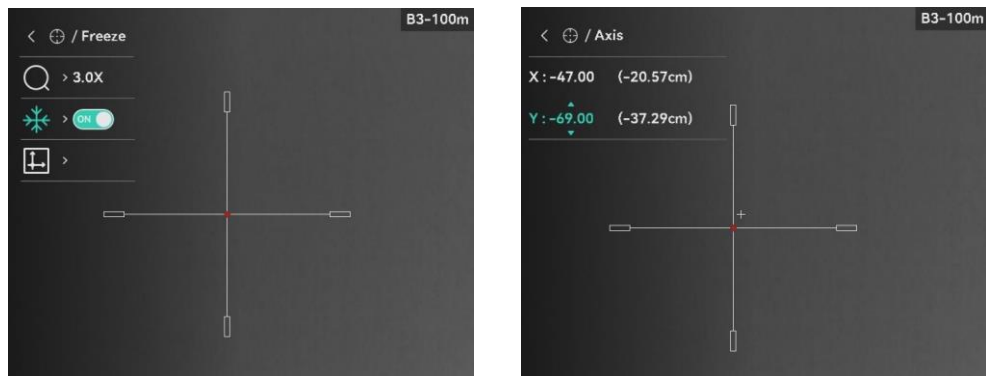 B3-100m
< / Freeze
> 3.0X
> ON
>
B3-100m
< / Axis
X:-47.00 (-20.57cm)
Y:-69.00 (-37.29cm)